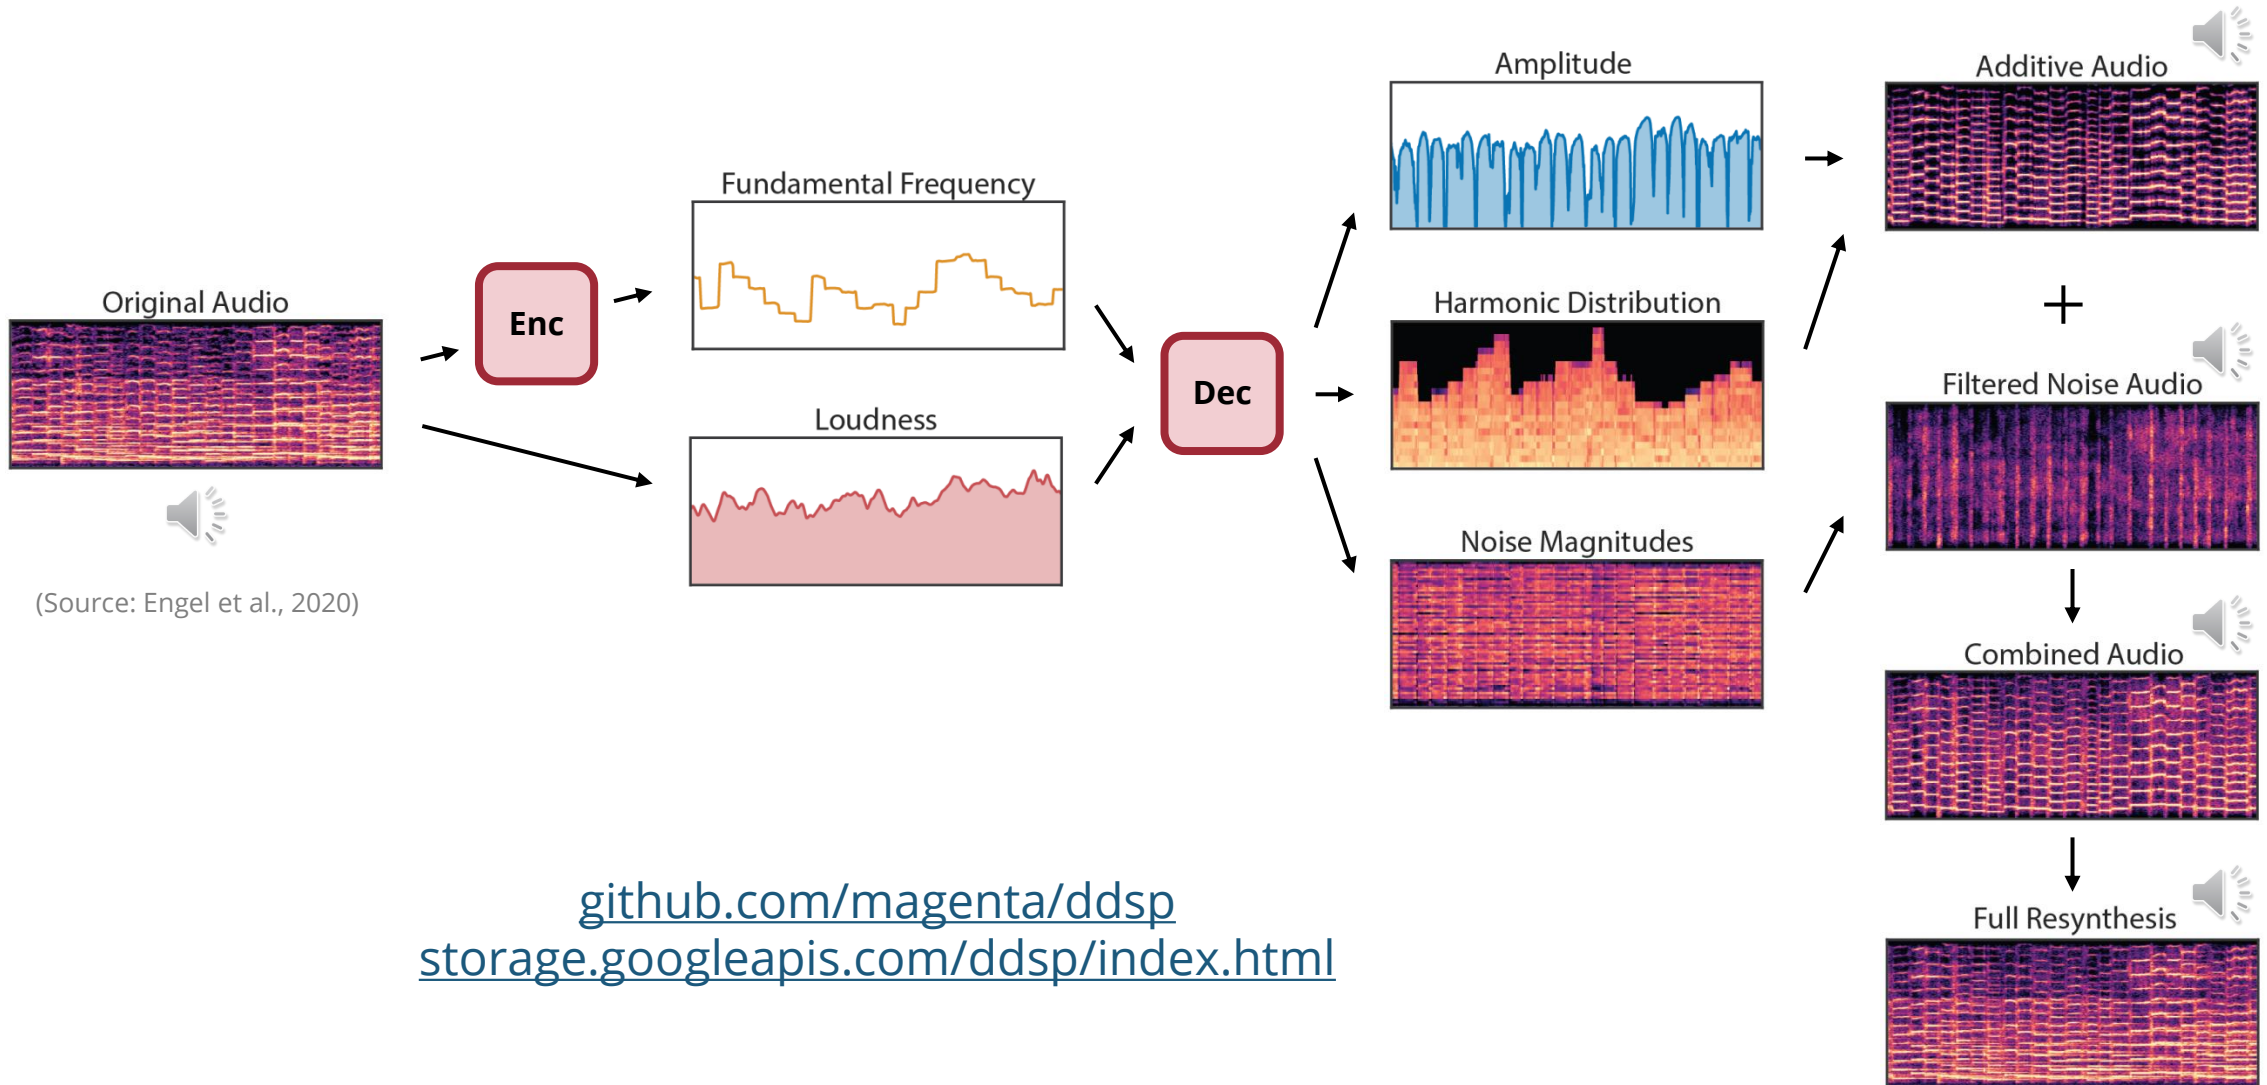 Original Audio
(Source: Engel et al., 2020)
Enc
Fundamental Frequency
Loudness
Dec
Amplitude
Harmonic Distribution
Noise Magnitudes
Additive Audio
+
Filtered Noise Audio
Combined Audio
Full Resynthesis
github.com/magenta/ddsp
storage.googleapis.com/ddsp/index.html